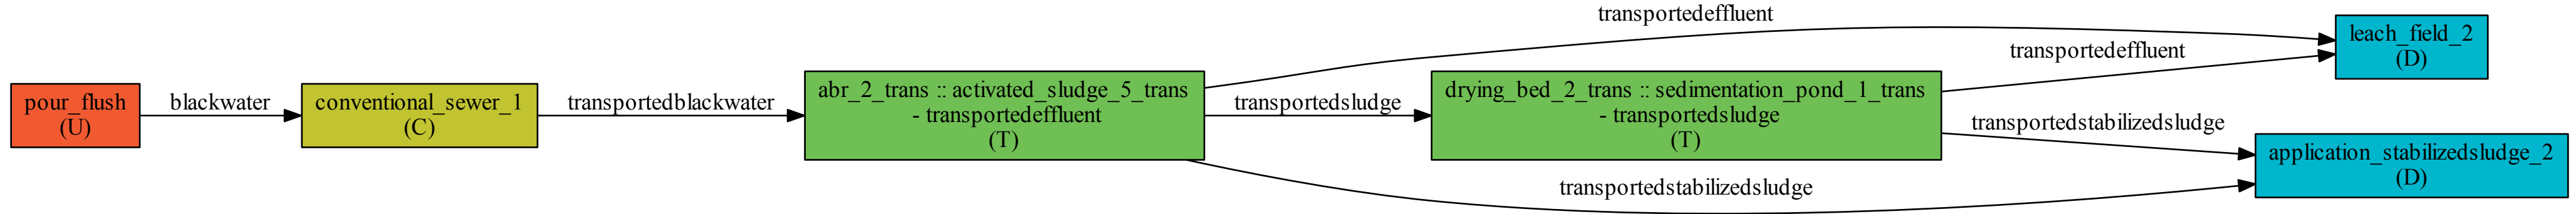 pour_flush
(U)
blackwater
conventional_sewer_1
(C)
transportedblackwater
abr_2_trans :: activated_sludge_5_trans
- transportedeffluent
(T)
transportedeffluent
transportedsludge
transportedstabilizedsludge
drying_bed_2_trans :: sedimentation_pond_1_trans
- transportedsludge
(T)
transportedeffluent
transportedstabilizedsludge
leach_field_2
(D)
application_stabilizedsludge_2
(D)